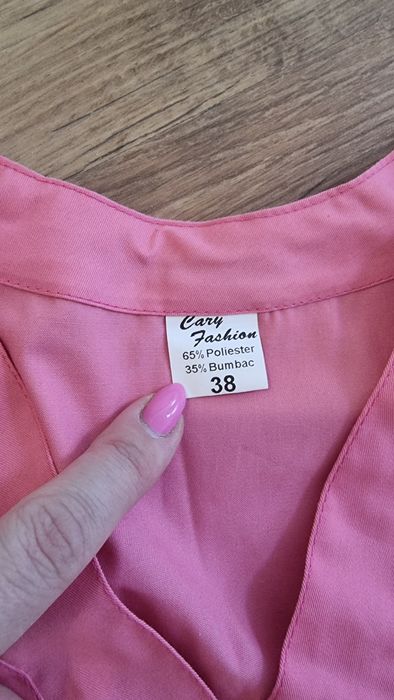 Cary
Fashion
65% Poliester
35% Bumbac
38